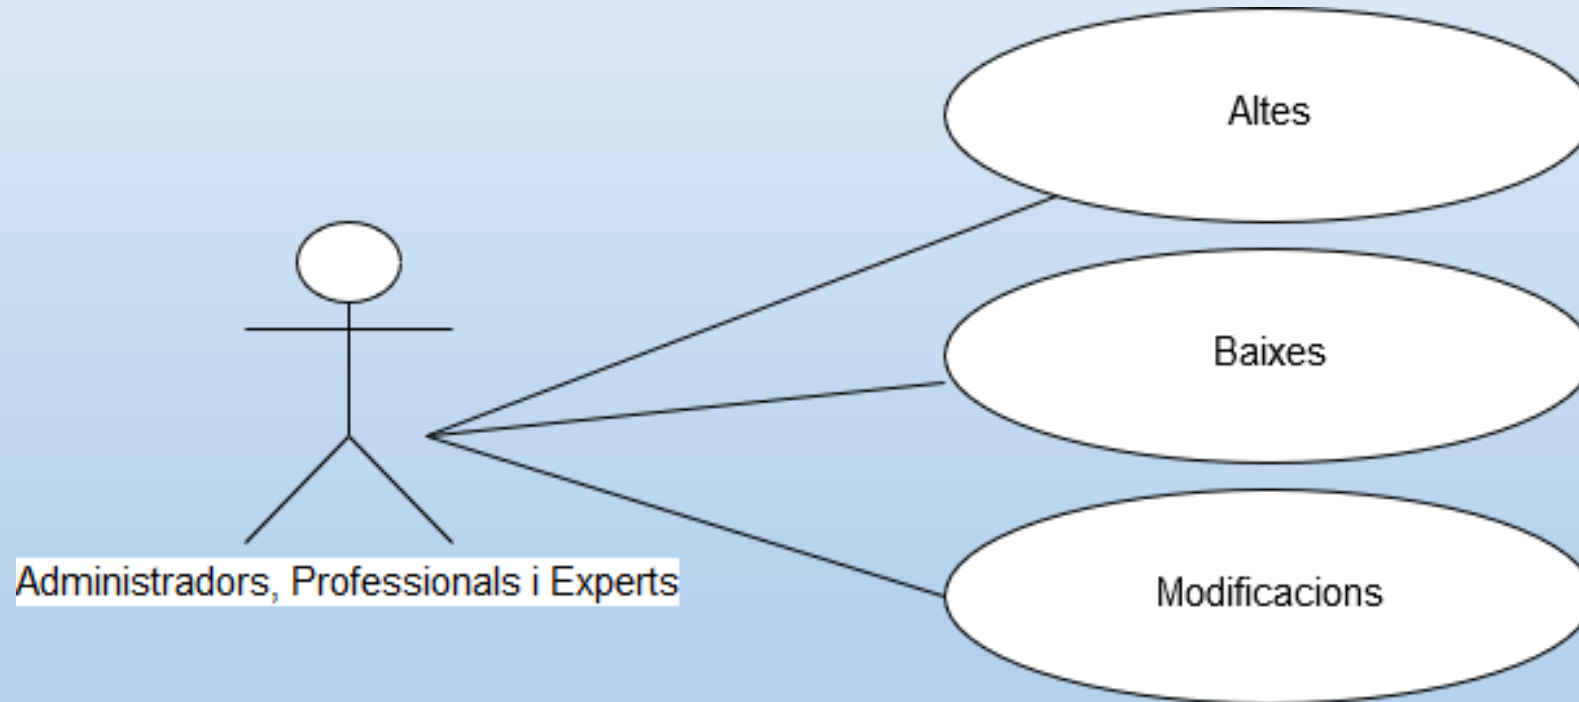 Altes
Baixes
Administradors, Professionals i Experts
Modificacions